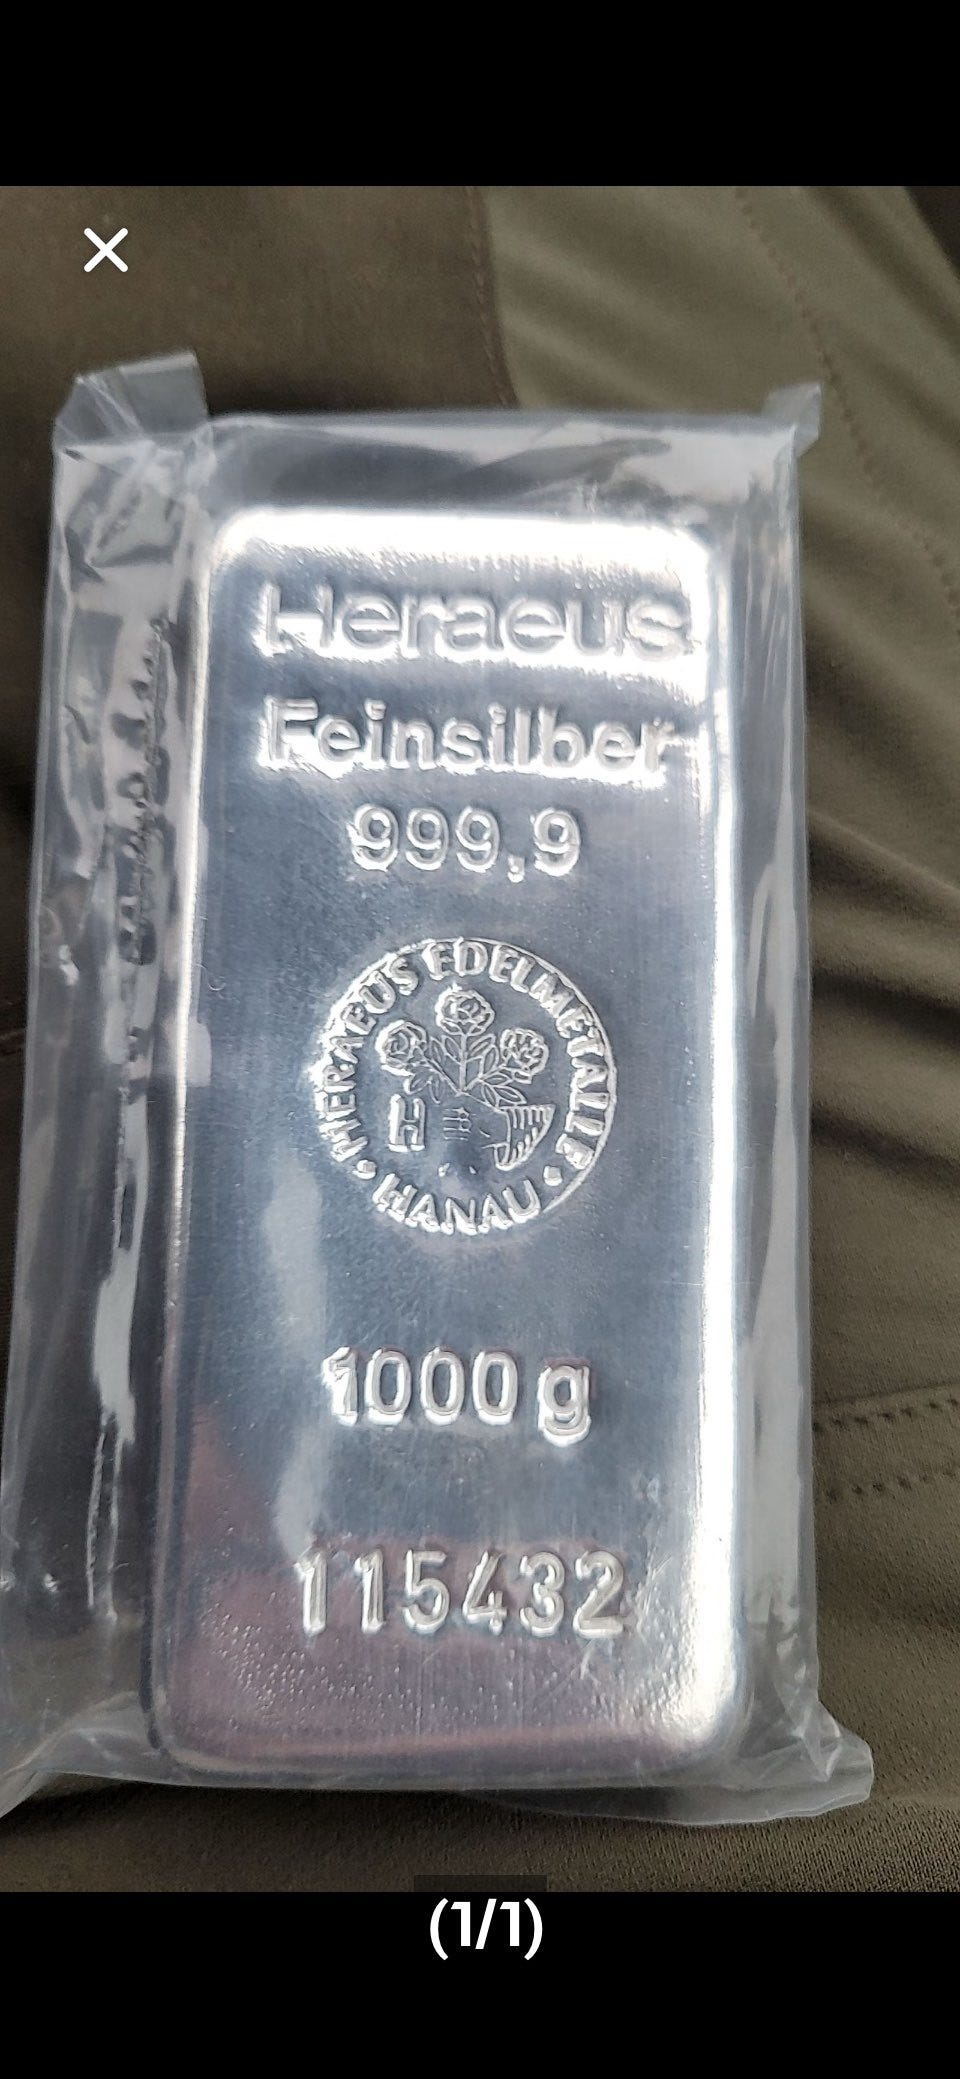 Heraeus
Feinsilber
999,9
HERAEUS EDELMETALLE
H
• HANAU •
1000 g
115432
(1/1)